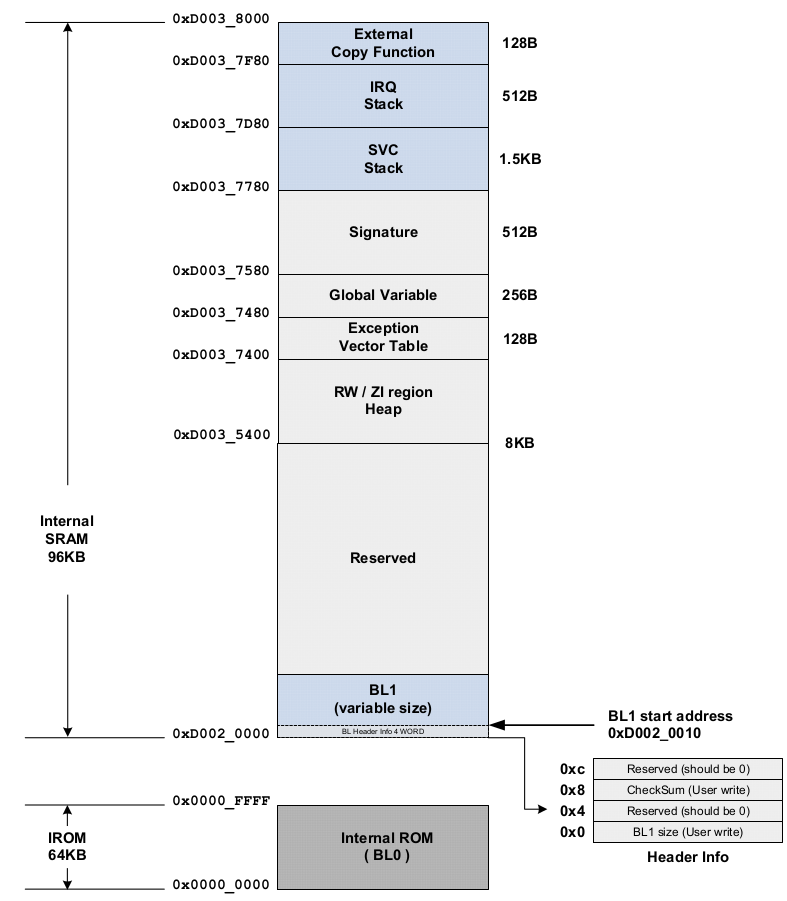 0xD003_8000
External
Copy Function
128B
0xD003_7F80
IRQ
Stack
512B
0xD003_7D80
SVC
Stack
1.5KB
0xD003_7780
Signature
512B
0xD003_7580
Global Variable
256B
0xD003_7480
Exception
Vector Table
128B
0xD003_7400
RW / ZI region
Heap
0xD003_5400
8KB
Internal
SRAM
96KB
Reserved
BL1
(variable size)
BL Header Info 4 WORD
0xD002_0000
BL1 start address
0xD002_0010
0xc Reserved (should be 0)
0x8 CheckSum (User write)
0x4 Reserved (should be 0)
0x0 BL1 size (User write)
Header Info
0x0000_FFFF
IROM
64KB
Internal ROM
( BL0 )
0x0000_0000